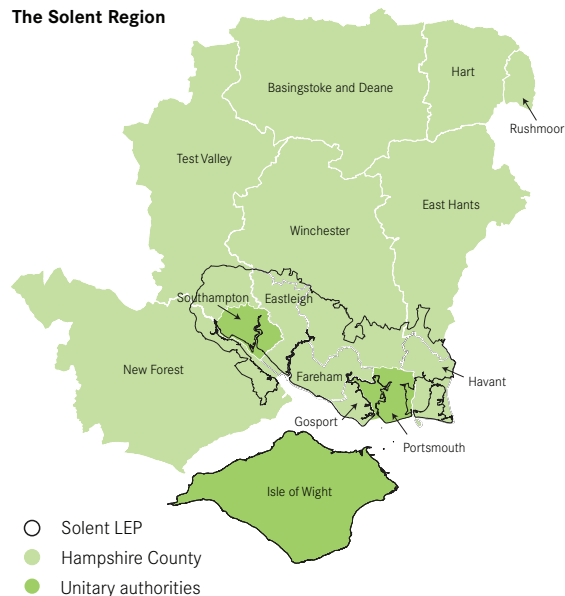 The Solent Region
Hart
Basingstoke and Deane
Rushmoor
Test Valley
East Hants
Winchester
Southampton
Eastleigh
New Forest
Fareham
Havant
Gosport
Portsmouth
Isle of Wight
Solent LEP
Hampshire County
Unitary authorities